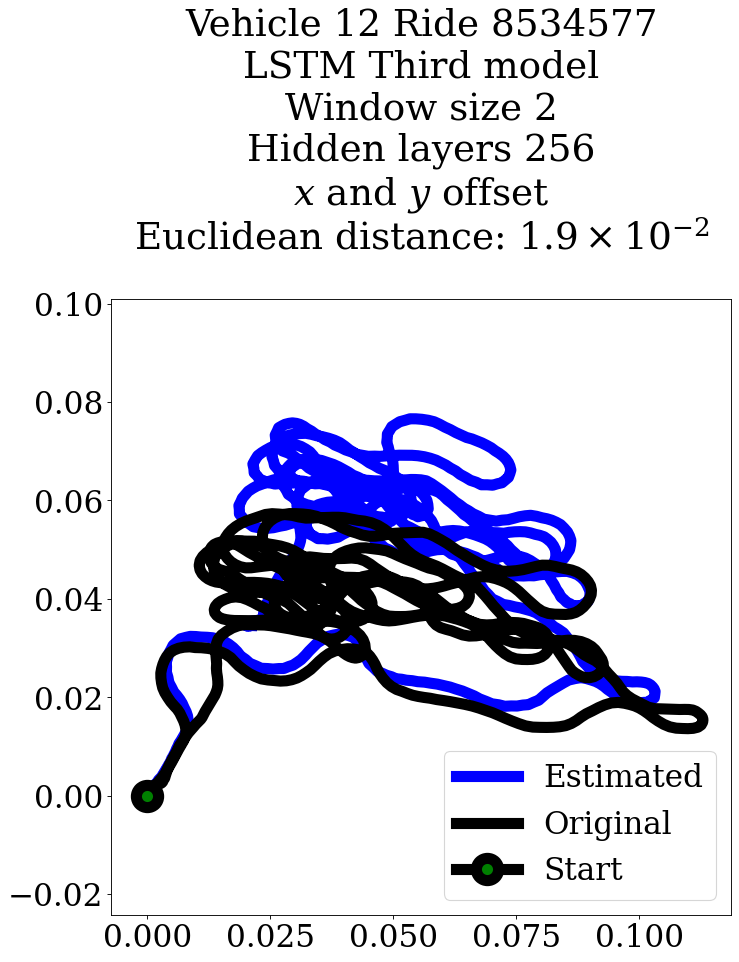 Vehicle 12 Ride 8534577
LSTM Third model
Window size 2
Hidden layers 256
x and y offset
Euclidean distance: 1.9 × 10⁻²
0.10
0.08
0.06
0.04
0.02
0.00
−0.02
Estimated
Original
Start
0.000 0.025 0.050 0.075 0.100